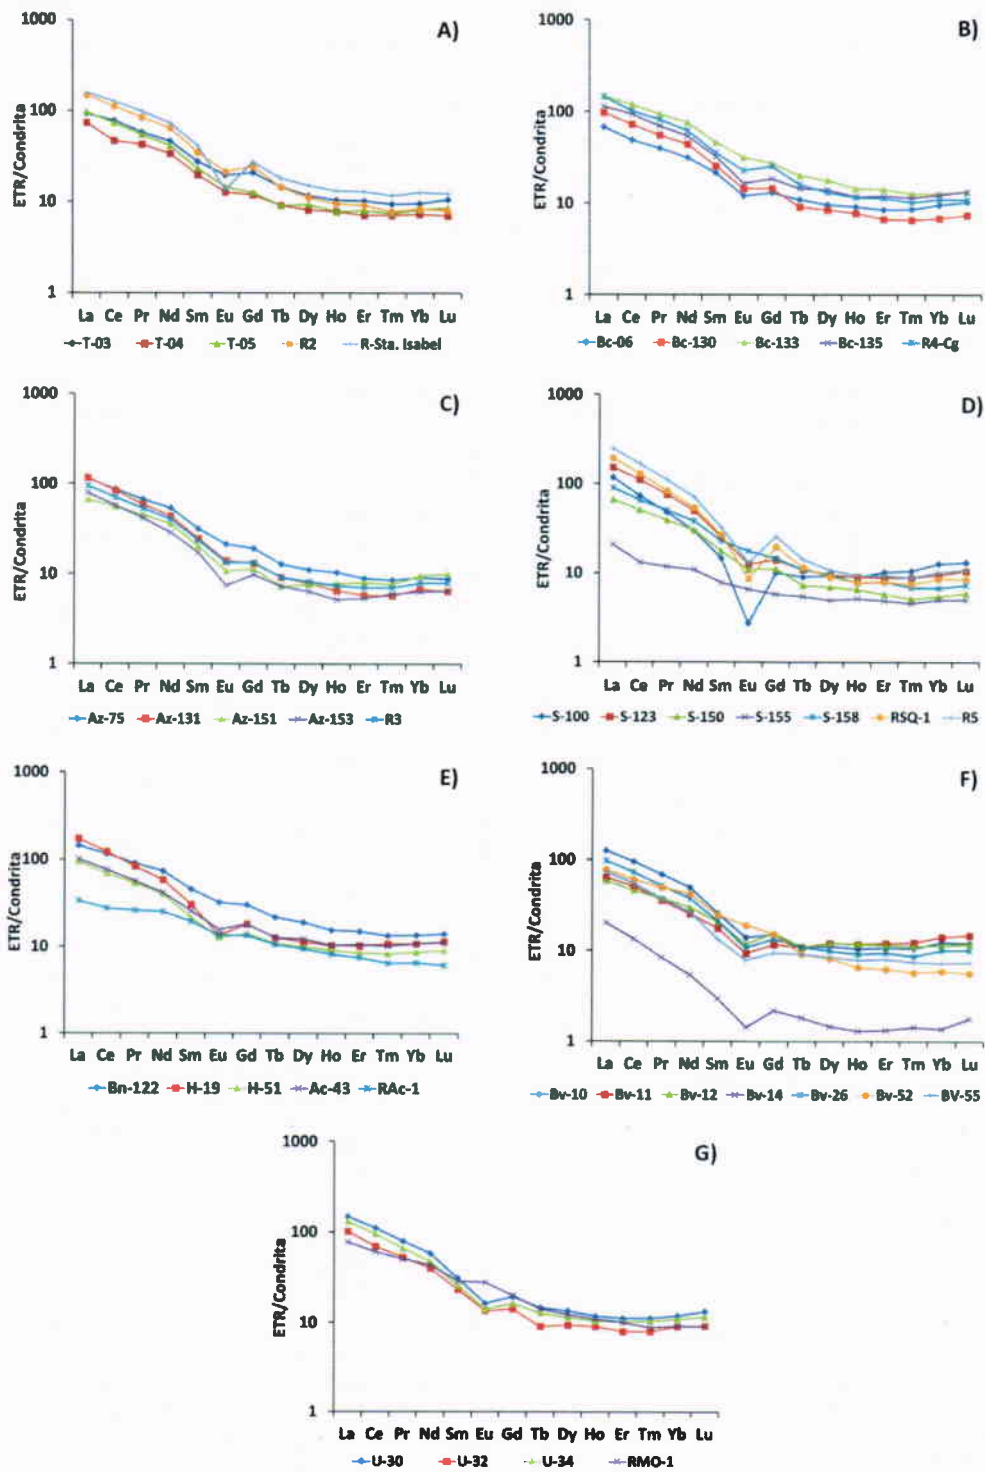 A)
ETR/Condrita
1000
100
10
1
La Ce Pr Nd Sm Eu Gd Tb Dy Ho Er Tm Yb Lu
T-03 T-04 T-05 R2 R-Sta. Isabel
B)
ETR/Condrita
1000
100
10
1
La Ce Pr Nd Sm Eu Gd Tb Dy Ho Er Tm Yb Lu
Bc-06 Bc-130 Bc-133 Bc-135 R4-Cg
C)
ETR/Condrita
1000
100
10
1
La Ce Pr Nd Sm Eu Gd Tb Dy Ho Er Tm Yb Lu
Az-75 Az-131 Az-151 Az-153 R3
D)
ETR/Condrita
1000
100
10
1
La Ce Pr Nd Sm Eu Gd Tb Dy Ho Er Tm Yb Lu
S-100 S-123 S-150 S-155 S-158 RSQ-1 R5
E)
ETR/Condrita
1000
100
10
1
La Ce Pr Nd Sm Eu Gd Tb Dy Ho Er Tm Yb Lu
Bn-122 H-19 H-51 Ac-43 RAc-1
F)
ETR/Condrita
1000
100
10
1
La Ce Pr Nd Sm Eu Gd Tb Dy Ho Er Tm Yb Lu
Bv-10 Bv-11 Bv-12 Bv-14 Bv-26 Bv-52 BV-55
G)
ETR/Condrita
1000
100
10
1
La Ce Pr Nd Sm Eu Gd Tb Dy Ho Er Tm Yb Lu
U-30 U-32 U-34 RMO-1